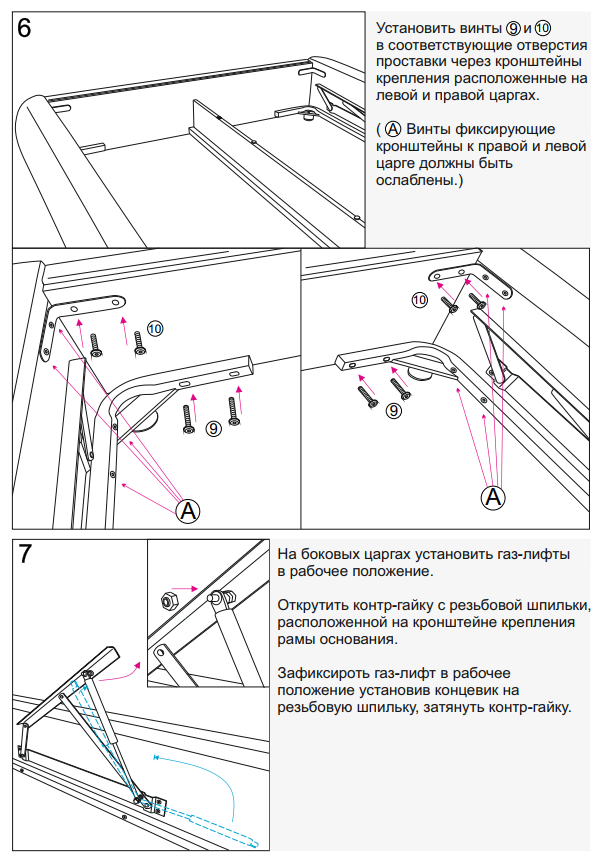 6
Установить винты ⑨ и ⑩
в соответствующие отверстия
проставки через кронштейны
крепления расположенные на
левой и правой царгах.
( Ⓐ Винты фиксирующие
кронштейны к правой и левой
царге должны быть
ослаблены.)
⑩
⑨
Ⓐ
⑩
⑨
Ⓐ
7
На боковых царгах установить газ-лифты
в рабочее положение.
Открутить контр-гайку с резьбовой шпильки,
расположенной на кронштейне крепления
рамы основания.
Зафиксироть газ-лифт в рабочее
положение установив концевик на
резьбовую шпильку, затянуть контр-гайку.